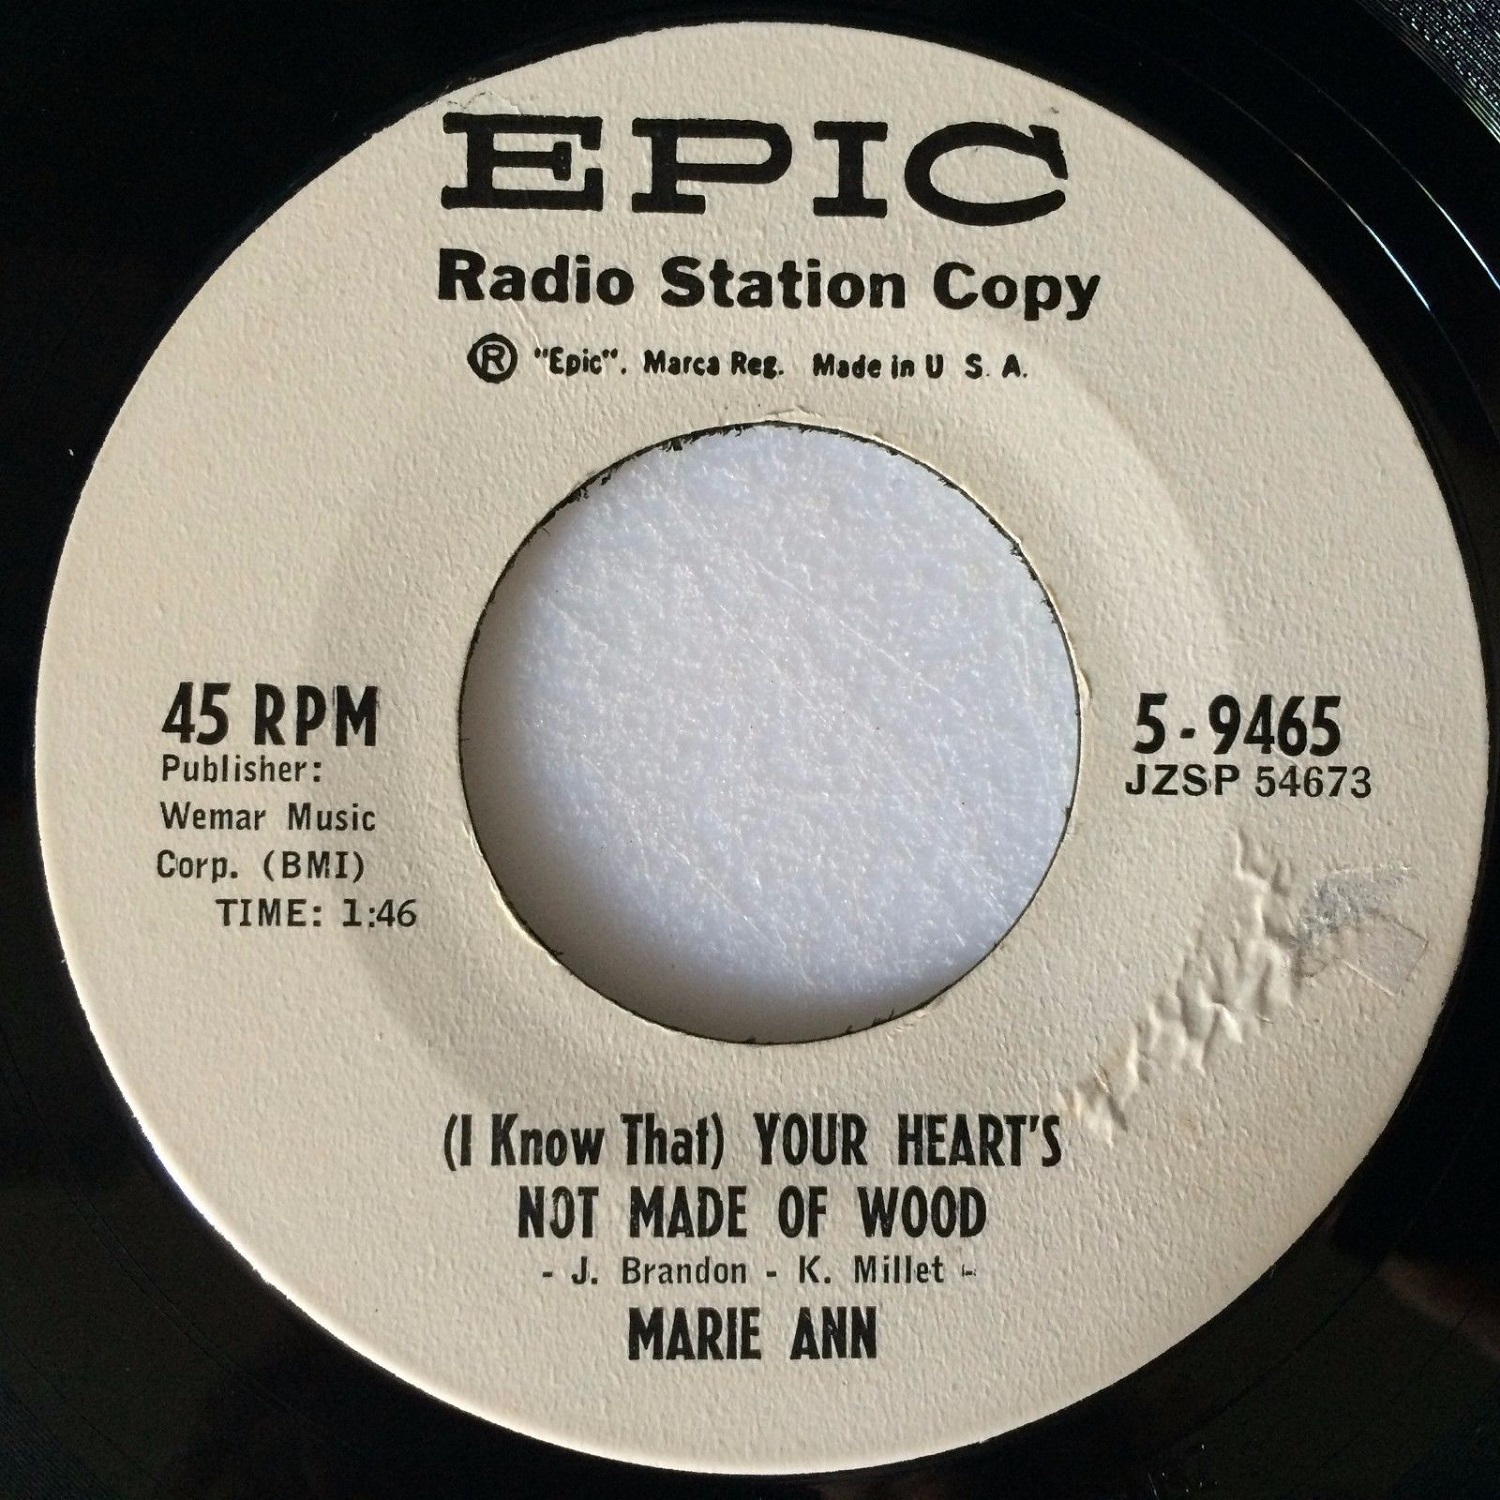 EPIC
Radio Station Copy
® "Epic". Marca Reg. Made in U S. A.
45 RPM
Publisher:
Wemar Music
Corp. (BMI)
TIME: 1:46
5-9465
JZSP 54673
(I Know That) YOUR HEART'S
NOT MADE OF WOOD
- J. Brandon - K. Millet -
MARIE ANN